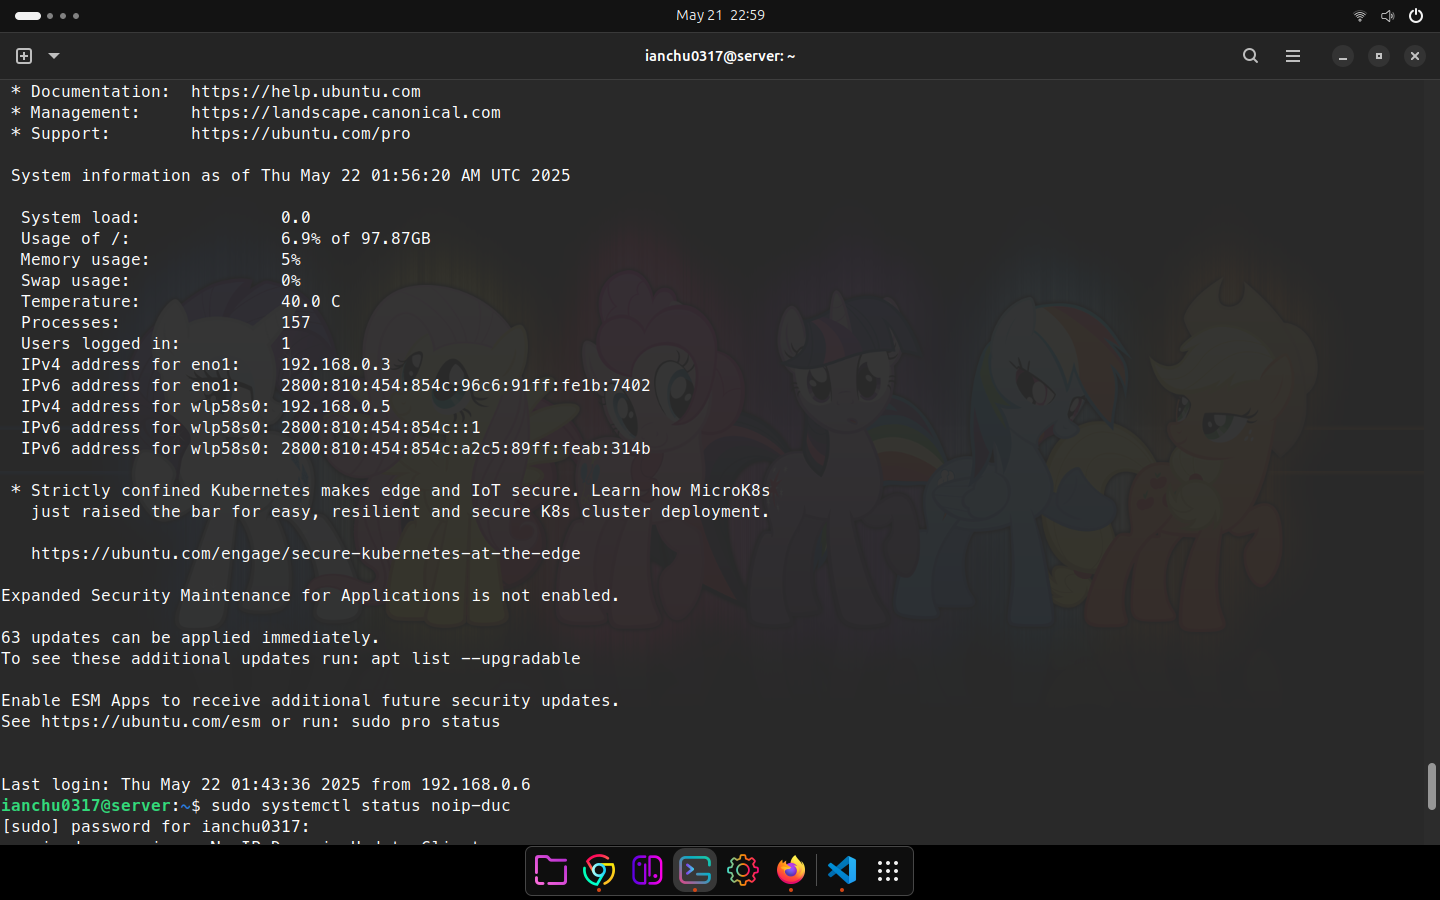 May 21 22:59
ianchu0317@server: ~
* Documentation: https://help.ubuntu.com
* Management: https://landscape.canonical.com
* Support: https://ubuntu.com/pro
System information as of Thu May 22 01:56:20 AM UTC 2025
System load: 0.0
Usage of /: 6.9% of 97.87GB
Memory usage: 5%
Swap usage: 0%
Temperature: 40.0 C
Processes: 157
Users logged in: 1
IPv4 address for eno1: 192.168.0.3
IPv6 address for eno1: 2800:810:454:854c:96c6:91ff:fe1b:7402
IPv4 address for wlp58s0: 192.168.0.5
IPv6 address for wlp58s0: 2800:810:454:854c::1
IPv6 address for wlp58s0: 2800:810:454:854c:a2c5:89ff:feab:314b
* Strictly confined Kubernetes makes edge and IoT secure. Learn how MicroK8s
just raised the bar for easy, resilient and secure K8s cluster deployment.
https://ubuntu.com/engage/secure-kubernetes-at-the-edge
Expanded Security Maintenance for Applications is not enabled.
63 updates can be applied immediately.
To see these additional updates run: apt list --upgradable
Enable ESM Apps to receive additional future security updates.
See https://ubuntu.com/esm or run: sudo pro status
Last login: Thu May 22 01:43:36 2025 from 192.168.0.6
ianchu0317@server:~$ sudo systemctl status noip-duc
[sudo] password for ianchu0317: